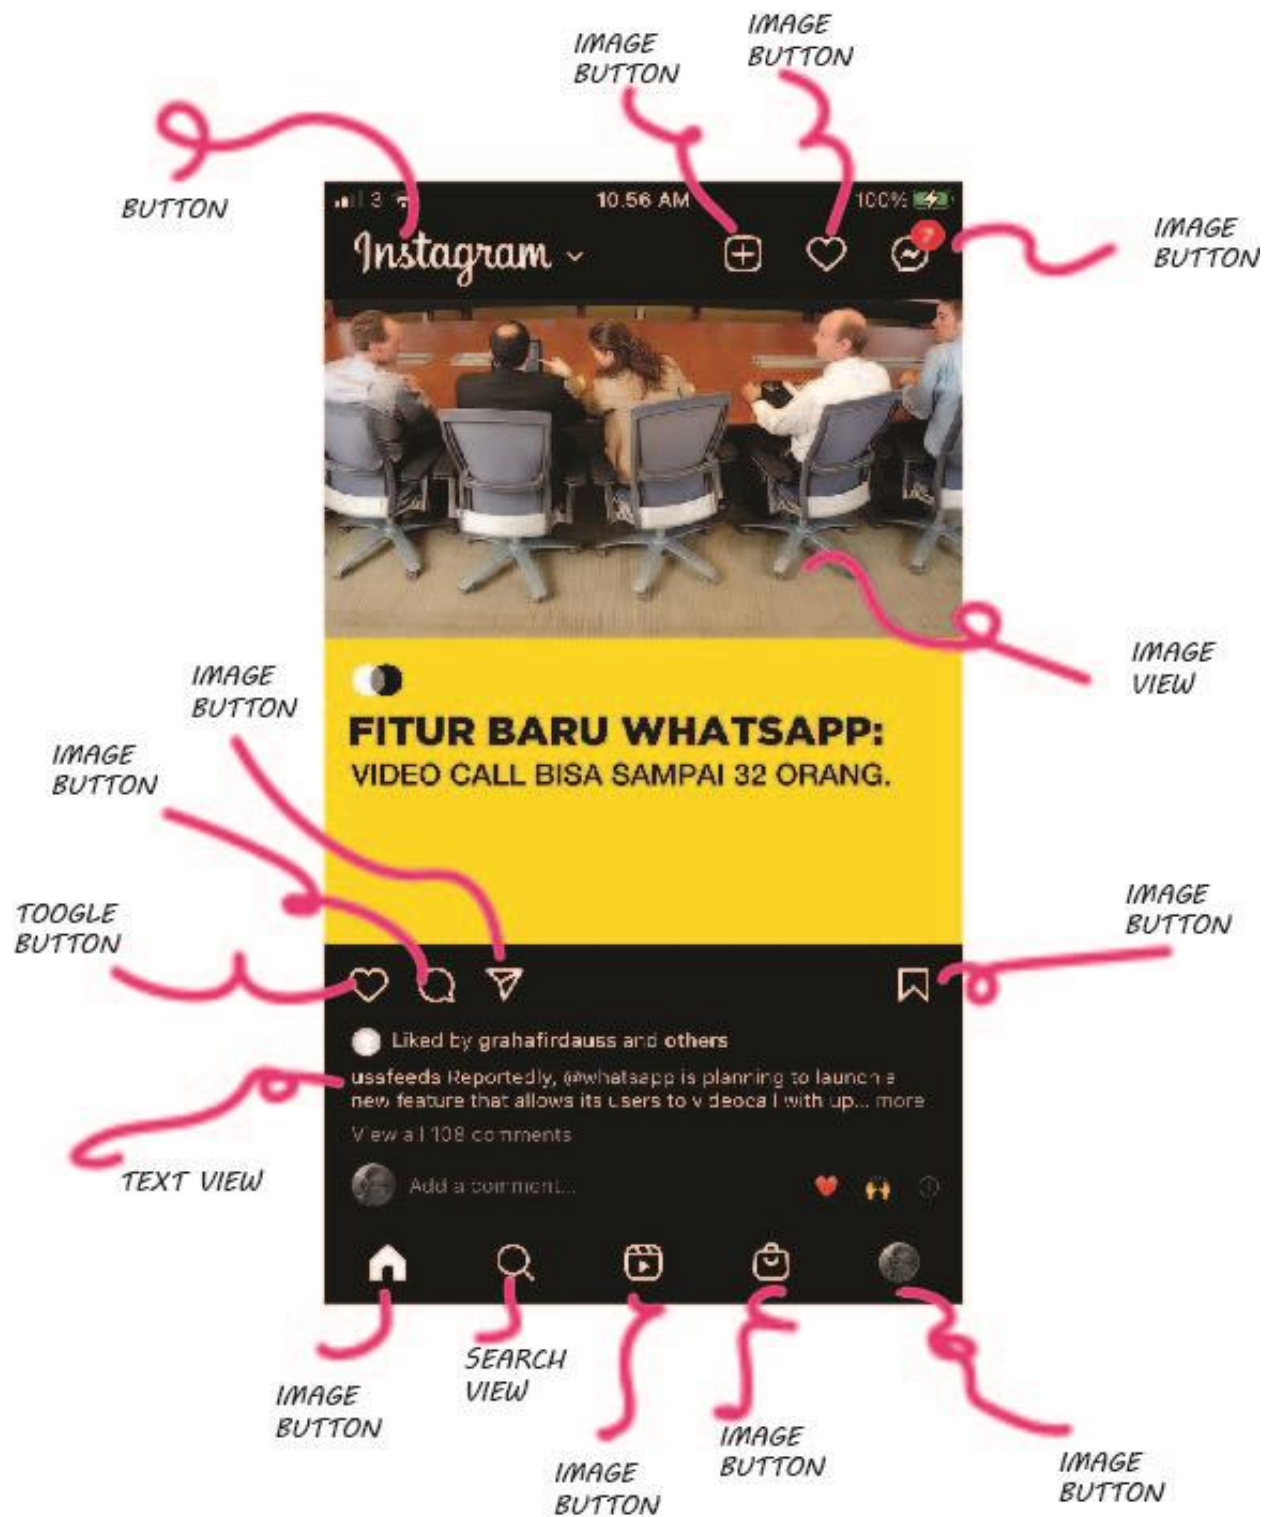 IMAGE
BUTTON
IMAGE
BUTTON
BUTTON
IMAGE
BUTTON
3
10.56 AM
100%
Instagram
7
IMAGE
VIEW
IMAGE
BUTTON
FITUR BARU WHATSAPP:
VIDEO CALL BISA SAMPAI 32 ORANG.
IMAGE
BUTTON
TOOGLE
BUTTON
IMAGE
BUTTON
Liked by grahafirdauss and others
ussfeeds Reportedly, @whatsapp is planning to launch a
new feature that allows its users to videocall with up... more
View all 108 comments
TEXT VIEW
Add a comment...
IMAGE
BUTTON
SEARCH
VIEW
IMAGE
BUTTON
IMAGE
BUTTON
IMAGE
BUTTON